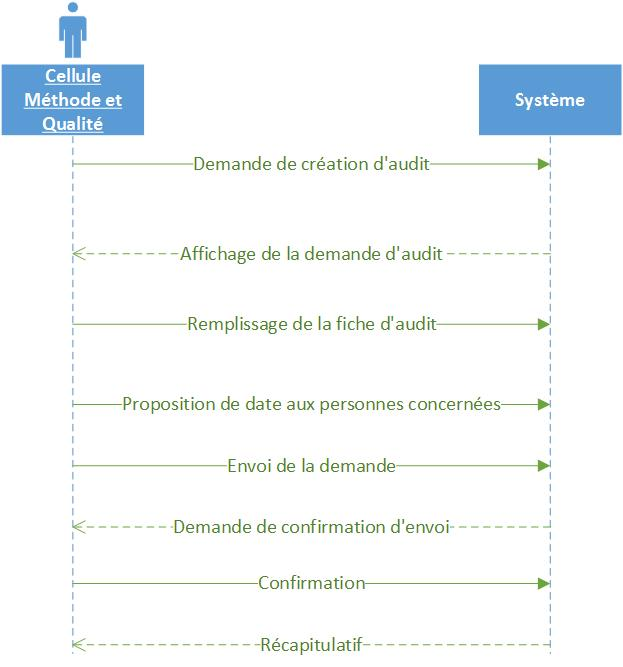 Cellule
Méthode et
Qualité
Système
Demande de création d'audit
Affichage de la demande d'audit
Remplissage de la fiche d'audit
Proposition de date aux personnes concernées
Envoi de la demande
Demande de confirmation d'envoi
Confirmation
Récapitulatif